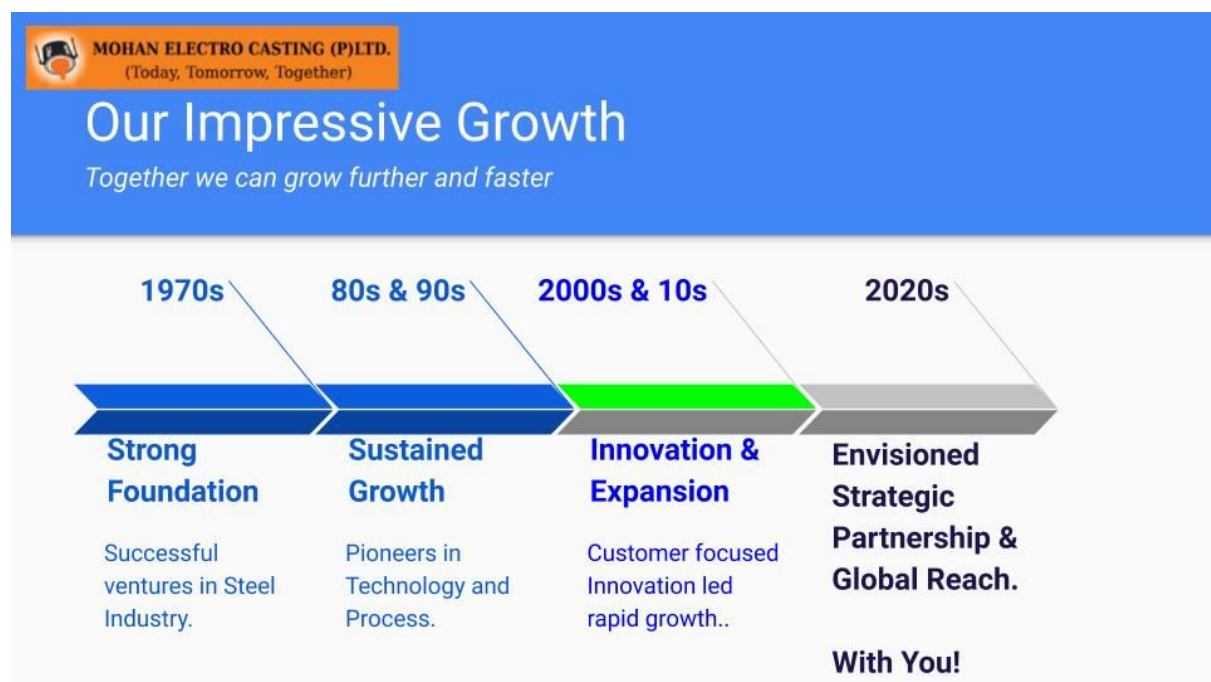 MOHAN ELECTRO CASTING (P)LTD.
(Today, Tomorrow, Together)
Our Impressive Growth
Together we can grow further and faster
1970s
80s & 90s
2000s & 10s
2020s
Strong
Foundation
Successful
ventures in Steel
Industry.
Sustained
Growth
Pioneers in
Technology and
Process.
Innovation &
Expansion
Customer focused
Innovation led
rapid growth..
Envisioned
Strategic
Partnership &
Global Reach.
With You!